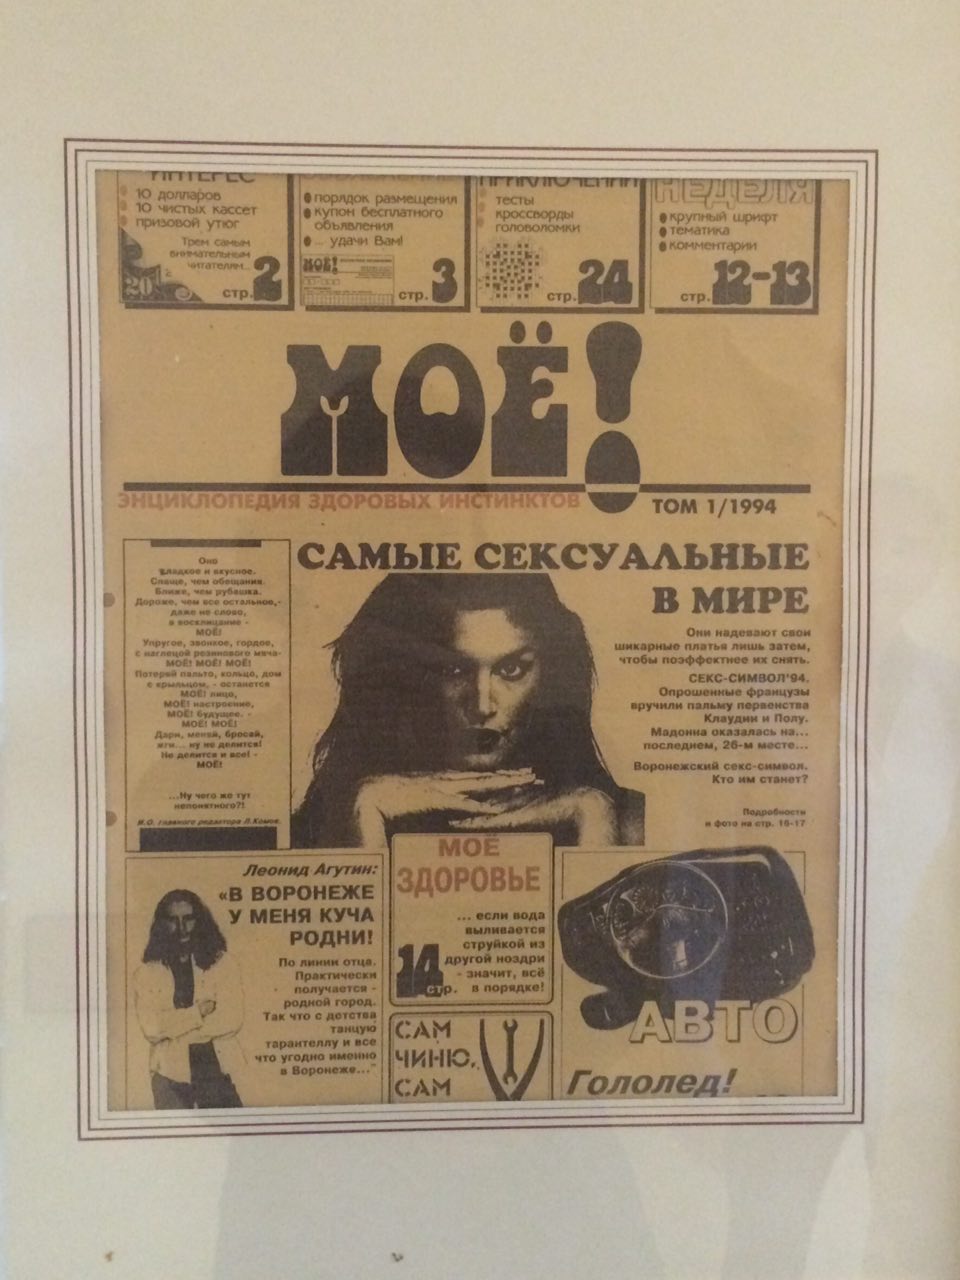 ИНТЕРЕС
10 долларов
10 чистых кассет
призовой утюг
Трем самым
внимательным
читателям...
стр. 2
порядок размещения
купон бесплатного
объявления
... удачи Вам!
МОЁ!
стр. 3
ПРИКЛЮЧЕНИЯ
тесты
кроссворды
головоломки
стр. 24
НЕДЕЛЯ
крупный шрифт
тематика
комментарии
стр. 12-13
МОЁ!
ЭНЦИКЛОПЕДИЯ ЗДОРОВЫХ ИНСТИНКТОВ
ТОМ 1/1994
Оно
сладкое и вкусное.
Слаще, чем обещания.
Ближе, чем рубашка.
Дороже, чем все остальное,-
даже не слово,
а восклицание -
МОЁ!
Упругое, звонкое, гордое,
с наглецой резинового мяча-
МОЁ! МОЁ! МОЁ!
Потеряй пальто, кольцо, дом
с крыльцом, - останется
МОЁ! лицо,
МОЁ! настроение,
МОЁ! будущее. -
МОЁ! МОЁ!
Дари, меняй, бросай,
жги... ну не делится!
Не делится и все! -
МОЁ!
...Ну чего же тут
непонятного?!
И.О. главного редактора Л.Комов.
САМЫЕ СЕКСУАЛЬНЫЕ
В МИРЕ
Они надевают свои
шикарные платья лишь затем,
чтобы поэффектнее их снять.
СЕКС-СИМВОЛ'94.
Опрошенные французы
вручили пальму первенства
Клаудии и Полу.
Мадонна оказалась на...
последнем, 26-м месте...
Воронежский секс-символ.
Кто им станет?
Подробности
и фото на стр. 16-17
Леонид Агутин:
«В ВОРОНЕЖЕ
У МЕНЯ КУЧА
РОДНИ!
По линии отца.
Практически
получается -
родной город.
Так что с детства
танцую
тарантеллу и все
что угодно именно
в Воронеже..."
МОЁ
ЗДОРОВЬЕ
... если вода
выливается
струйкой из
другой ноздри
- значит, всё
в порядке!
14 стр.
САМ
ЧИНЮ,
САМ
АВТО
Гололед!